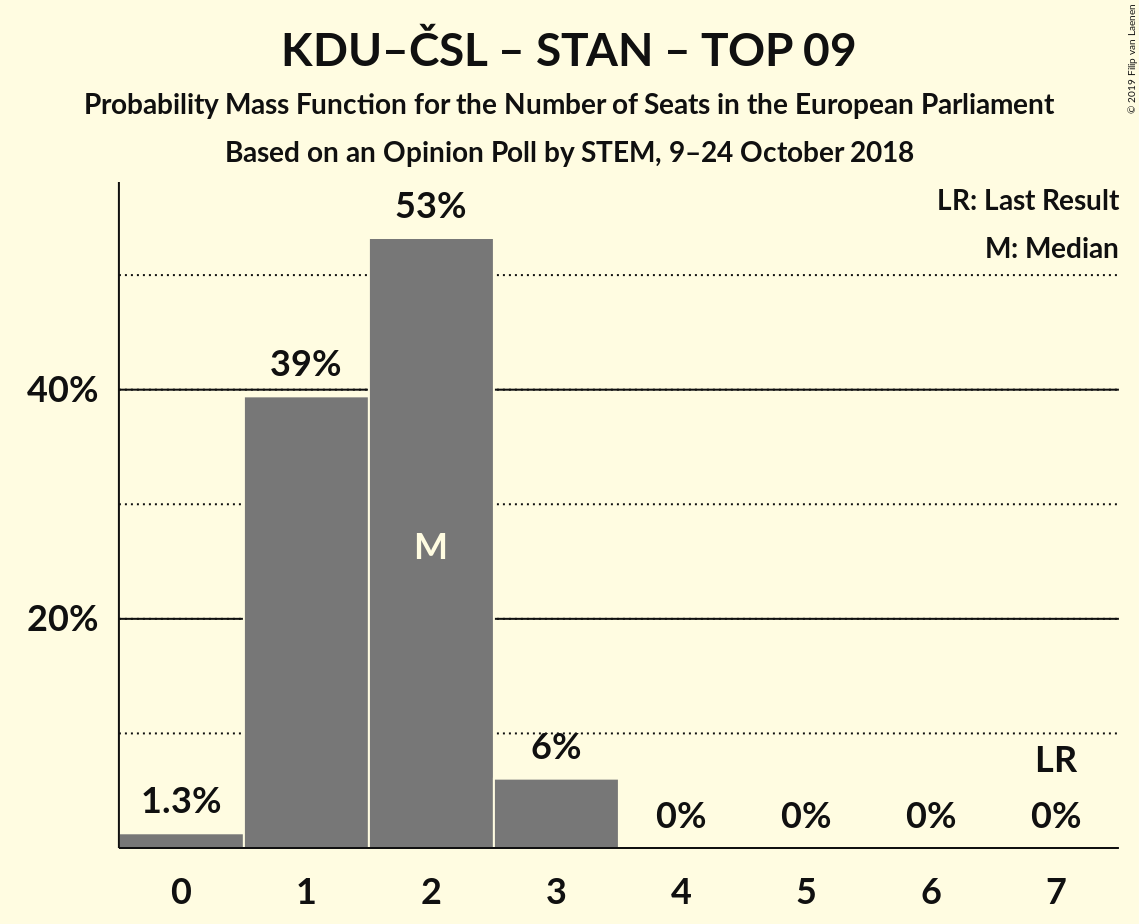 KDU–ČSL – STAN – TOP 09
Probability Mass Function for the Number of Seats in the European Parliament
Based on an Opinion Poll by STEM, 9–24 October 2018
© 2019 Filip van Laenen
LR: Last Result
M: Median
53%
39%
40%
M
20%
6%
LR
1.3%
0%
0%
0%
0%
0
1
2
3
4
5
6
7